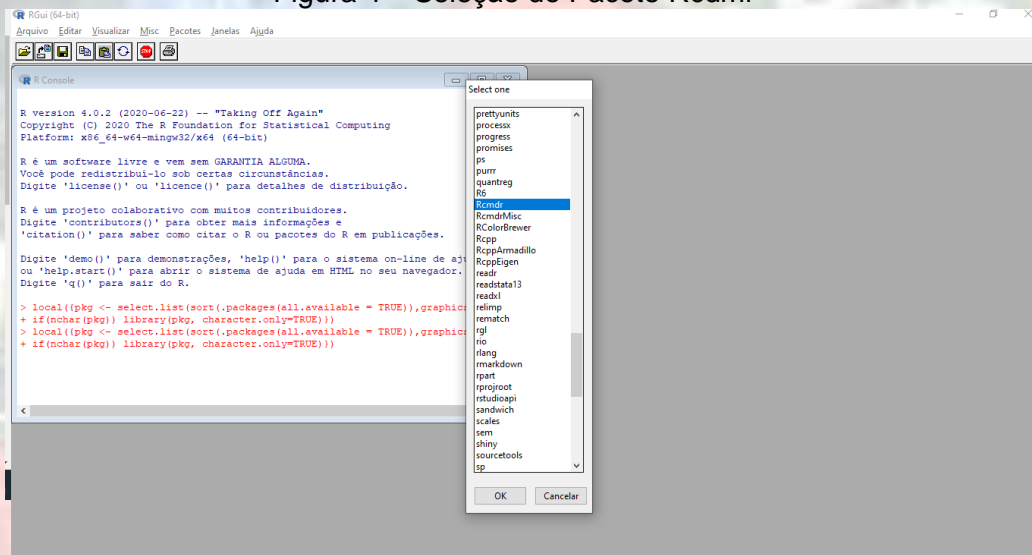 Figura Seleção do Pacote
RGui (64-bit)
Arquivo Editar Visualizar Misc Pacotes Janelas Ajuda
STOP
R Console
R version 4.0.2 (2020-06-22) -- "Taking Off Again"
Copyright (C) 2020 The R Foundation for Statistical Computing
Platform: x86_64-w64-mingw32/x64 (64-bit)
R é um software livre e vem sem GARANTIA ALGUMA.
Você pode redistribuí-lo sob certas circunstâncias.
Digite 'license()' ou 'licence()' para detalhes de distribuição.
R é um projeto colaborativo com muitos contribuidores.
Digite 'contributors()' para obter mais informações e
'citation()' para saber como citar o R ou pacotes do R em publicações.
Digite 'demo()' para demonstrações, 'help()' para o sistema on-line de aj
ou 'help.start()' para abrir o sistema de ajuda em HTML no seu navegador.
Digite 'q()' para sair do R.
> local({pkg <- select.list(sort(.packages(all.available = TRUE)),graphics
+ if(nchar(pkg)) library(pkg, character.only=TRUE)})
> local({pkg <- select.list(sort(.packages(all.available = TRUE)),graphics
+ if(nchar(pkg)) library(pkg, character.only=TRUE)})
Select one
prettyunits
processx
progress
promises
ps
purrr
quantreg
R6
Rcmdr
RcmdrMisc
RColorBrewer
Rcpp
RcppArmadillo
RcppEigen
readr
readstata13
readxl
relimp
rematch
rgl
rio
rlang
rmarkdown
rpart
rprojroot
rstudioapi
sandwich
scales
sem
shiny
sourcetools
sp
OK Cancelar